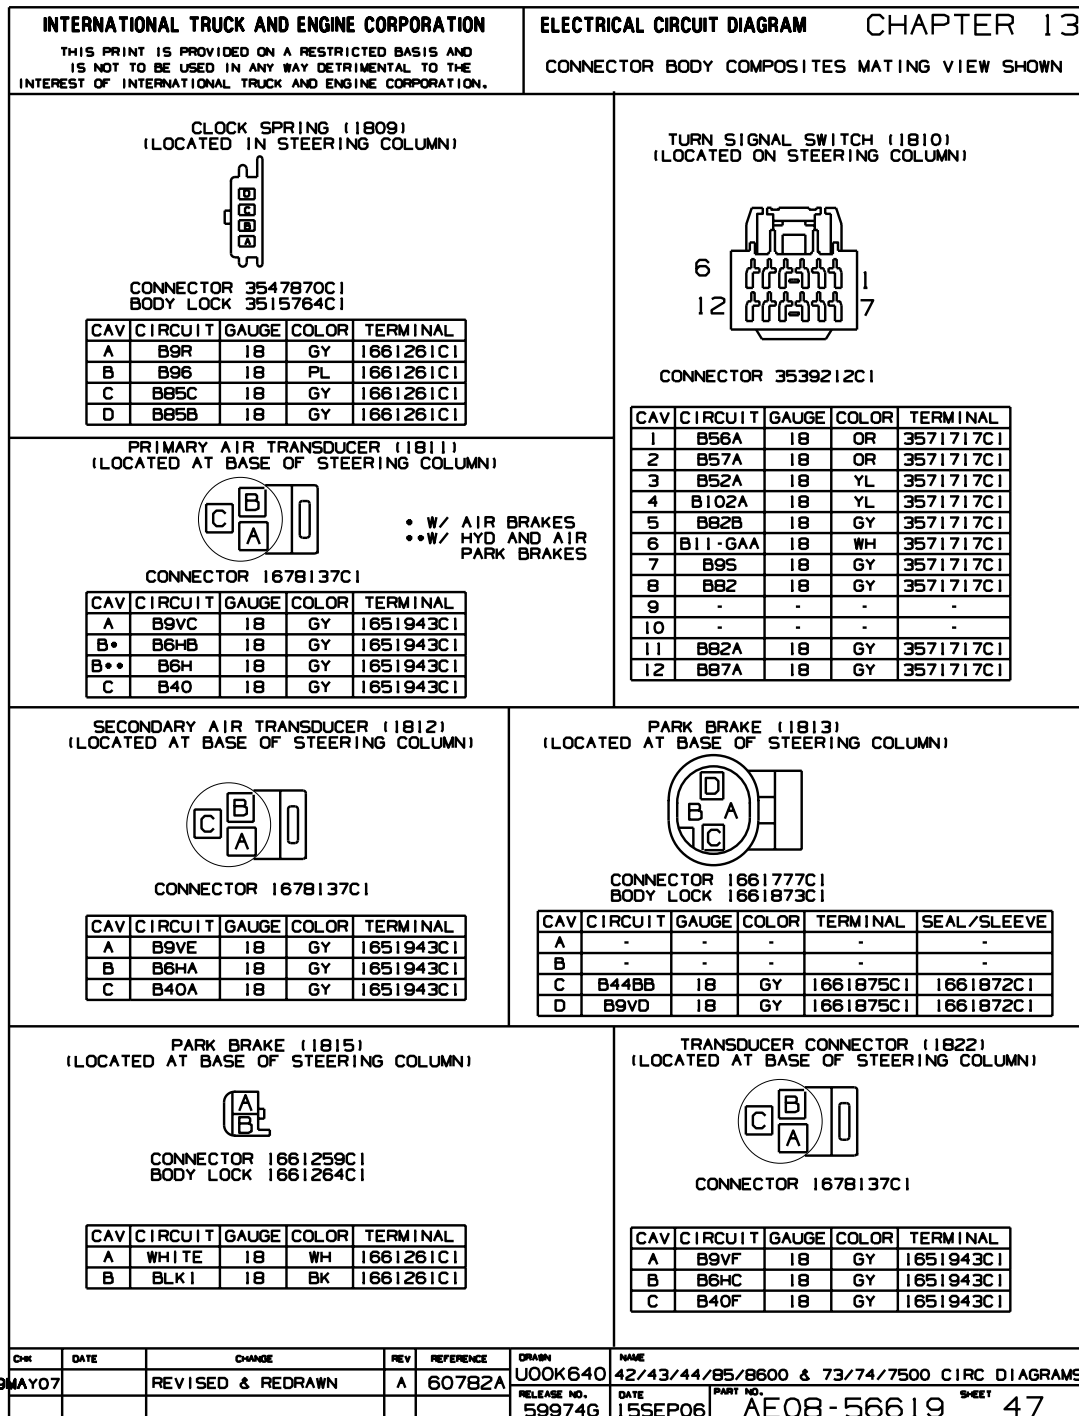 INTERNATIONAL TRUCK AND ENGINE CORPORATION
THIS PRINT IS PROVIDED ON A RESTRICTED BASIS AND
IS NOT TO BE USED IN ANY WAY DETRIMENTAL TO THE
INTEREST OF INTERNATIONAL TRUCK AND ENGINE CORPORATION.
ELECTRICAL CIRCUIT DIAGRAM CHAPTER 13
CONNECTOR BODY COMPOSITES MATING VIEW SHOWN
CLOCK SPRING (1809)
(LOCATED IN STEERING COLUMN)
D
C
B
A
CONNECTOR 3547870C1
BODY LOCK 3515764C1
CAV CIRCUIT GAUGE COLOR TERMINAL
A B9R 18 GY 1661261C1
B B96 18 PL 1661261C1
C B85C 18 GY 1661261C1
D B85B 18 GY 1661261C1
TURN SIGNAL SWITCH (1810)
(LOCATED ON STEERING COLUMN)
6 1
12 7
CONNECTOR 3539212C1
CAV CIRCUIT GAUGE COLOR TERMINAL
1 B56A 18 OR 3571717C1
2 B57A 18 OR 3571717C1
3 B52A 18 YL 3571717C1
4 B102A 18 YL 3571717C1
5 B82B 18 GY 3571717C1
6 B11-GAA 18 WH 3571717C1
7 B9S 18 GY 3571717C1
8 B82 18 GY 3571717C1
9 - - - -
10 - - - -
11 B82A 18 GY 3571717C1
12 B87A 18 GY 3571717C1
PRIMARY AIR TRANSDUCER (1811)
(LOCATED AT BASE OF STEERING COLUMN)
B
C
A
• W/ AIR BRAKES
••W/ HYD AND AIR
PARK BRAKES
CONNECTOR 1678137C1
CAV CIRCUIT GAUGE COLOR TERMINAL
A B9VC 18 GY 1651943C1
B• B6HB 18 GY 1651943C1
B•• B6H 18 GY 1651943C1
C B40 18 GY 1651943C1
SECONDARY AIR TRANSDUCER (1812)
(LOCATED AT BASE OF STEERING COLUMN)
B
C
A
CONNECTOR 1678137C1
CAV CIRCUIT GAUGE COLOR TERMINAL
A B9VE 18 GY 1651943C1
B B6HA 18 GY 1651943C1
C B40A 18 GY 1651943C1
PARK BRAKE (1813)
(LOCATED AT BASE OF STEERING COLUMN)
D
B A
C
CONNECTOR 1661777C1
BODY LOCK 1661873C1
CAV CIRCUIT GAUGE COLOR TERMINAL SEAL/SLEEVE
A - - - - -
B - - - - -
C B44BB 18 GY 1661875C1 1661872C1
D B9VD 18 GY 1661875C1 1661872C1
PARK BRAKE (1815)
(LOCATED AT BASE OF STEERING COLUMN)
A
B
CONNECTOR 1661259C1
BODY LOCK 1661264C1
CAV CIRCUIT GAUGE COLOR TERMINAL
A WHITE 18 WH 1661261C1
B BLK1 18 BK 1661261C1
TRANSDUCER CONNECTOR (1822)
(LOCATED AT BASE OF STEERING COLUMN)
B
C
A
CONNECTOR 1678137C1
CAV CIRCUIT GAUGE COLOR TERMINAL
A B9VF 18 GY 1651943C1
B B6HC 18 GY 1651943C1
C B40F 18 GY 1651943C1
CHK DATE CHANGE REV REFERENCE
9MAY07 REVISED & REDRAWN A 60782A
DRAWN
U00K640
NAME
42/43/44/85/8600 & 73/74/7500 CIRC DIAGRAMS
RELEASE NO.
59974G
DATE
15SEP06
PART NO.
AE08-56619
SHEET
47